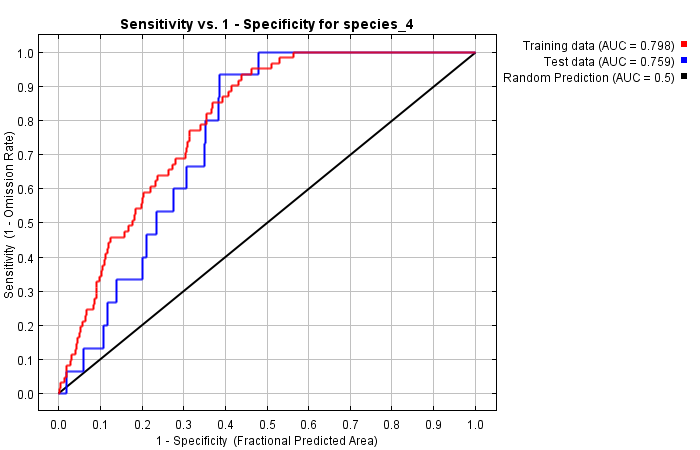 Sensitivity vs. 1 - Specificity for species_4
Training data (AUC = 0.798)
Test data (AUC = 0.759)
Random Prediction (AUC = 0.5)
Sensitivity (1 - Omission Rate)
1.0
0.9
0.8
0.7
0.6
0.5
0.4
0.3
0.2
0.1
0.0
0.0 0.1 0.2 0.3 0.4 0.5 0.6 0.7 0.8 0.9 1.0
1 - Specificity (Fractional Predicted Area)